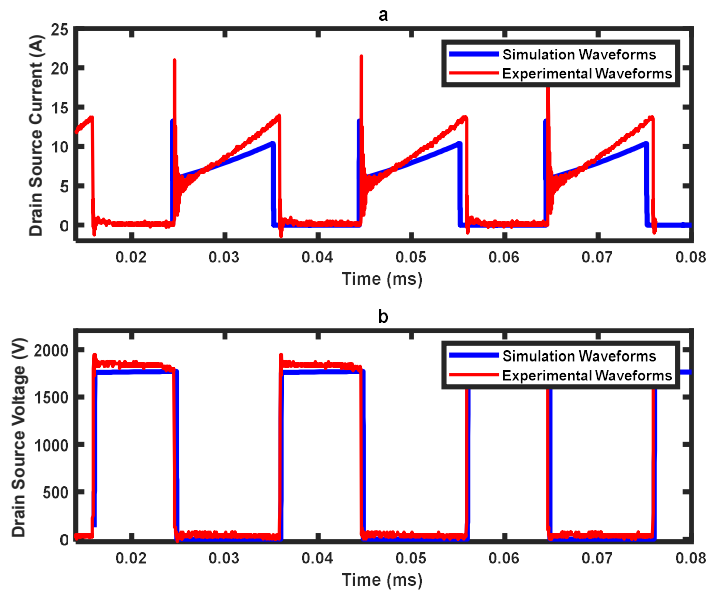 a
Drain Source Current (A)
25
20
15
10
5
0
Simulation Waveforms
Experimental Waveforms
0.02 0.03 0.04 0.05 0.06 0.07 0.08
Time (ms)
b
Drain Source Voltage (V)
2000
1500
1000
500
0
Simulation Waveforms
Experimental Waveforms
0.02 0.03 0.04 0.05 0.06 0.07 0.08
Time (ms)